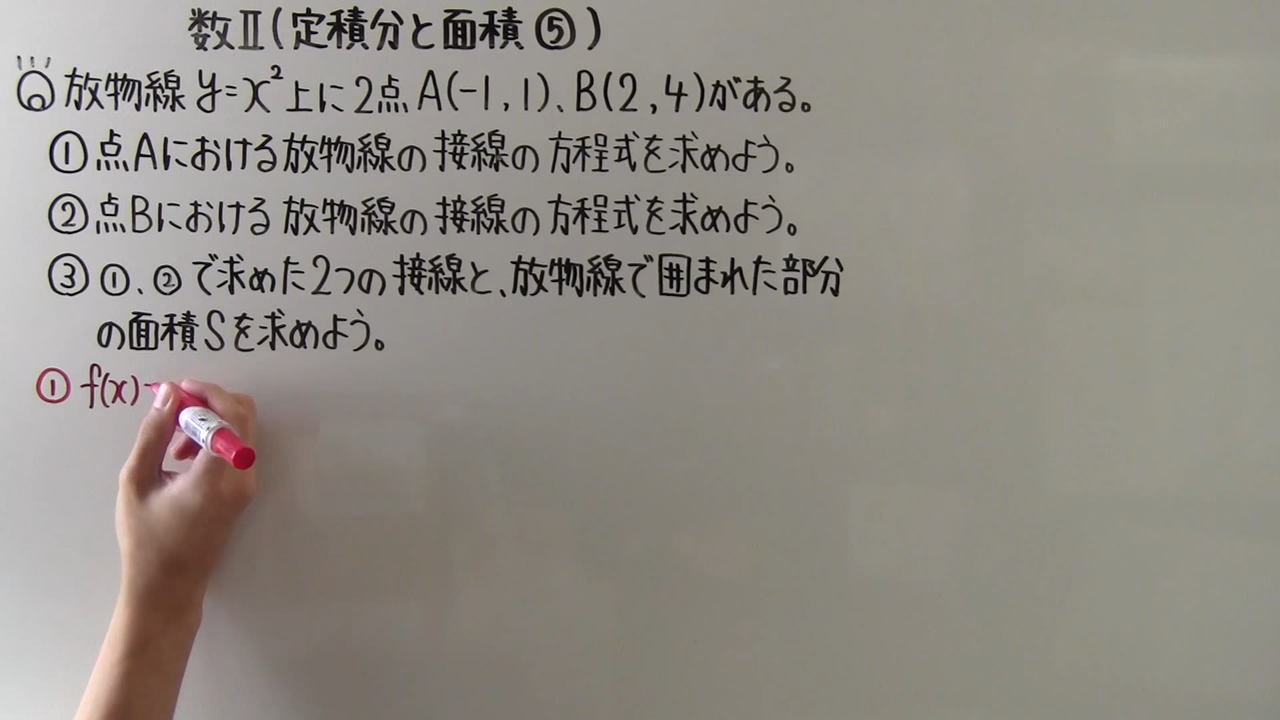 数Ⅱ(定積分と面積⑤)
放物線y=x²上に2点A(-1,1)、B(2,4)がある。
①点Aにおける放物線の接線の方程式を求めよう。
②点Bにおける放物線の接線の方程式を求めよう。
③①、②で求めた2つの接線と、放物線で囲まれた部分
の面積Sを求めよう。
① f(x)